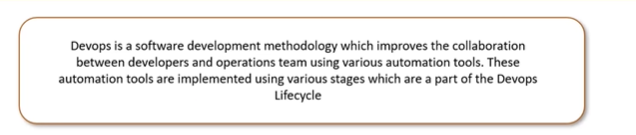 Devops is a software development methodology which improves the collaboration
between developers and operations team using various automation tools. These
automation tools are implemented using various stages which are a part of the Devops
Lifecycle